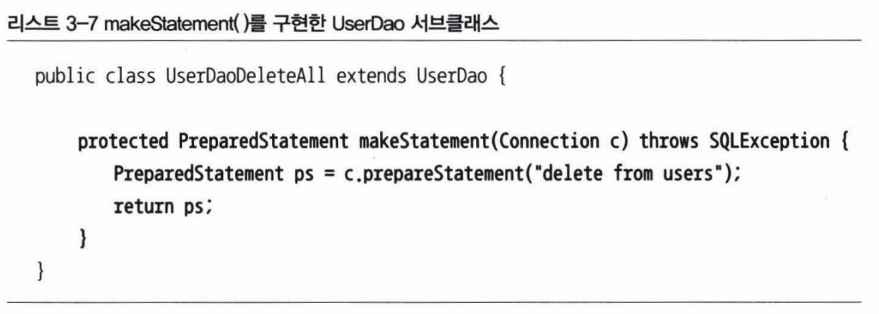 리스트 3-7 makeStatement( )를 구현한 UserDao 서브클래스
public class UserDaoDeleteAll extends UserDao {
protected PreparedStatement makeStatement(Connection c) throws SQLException {
PreparedStatement ps = c.prepareStatement("delete from users");
return ps;
}
}